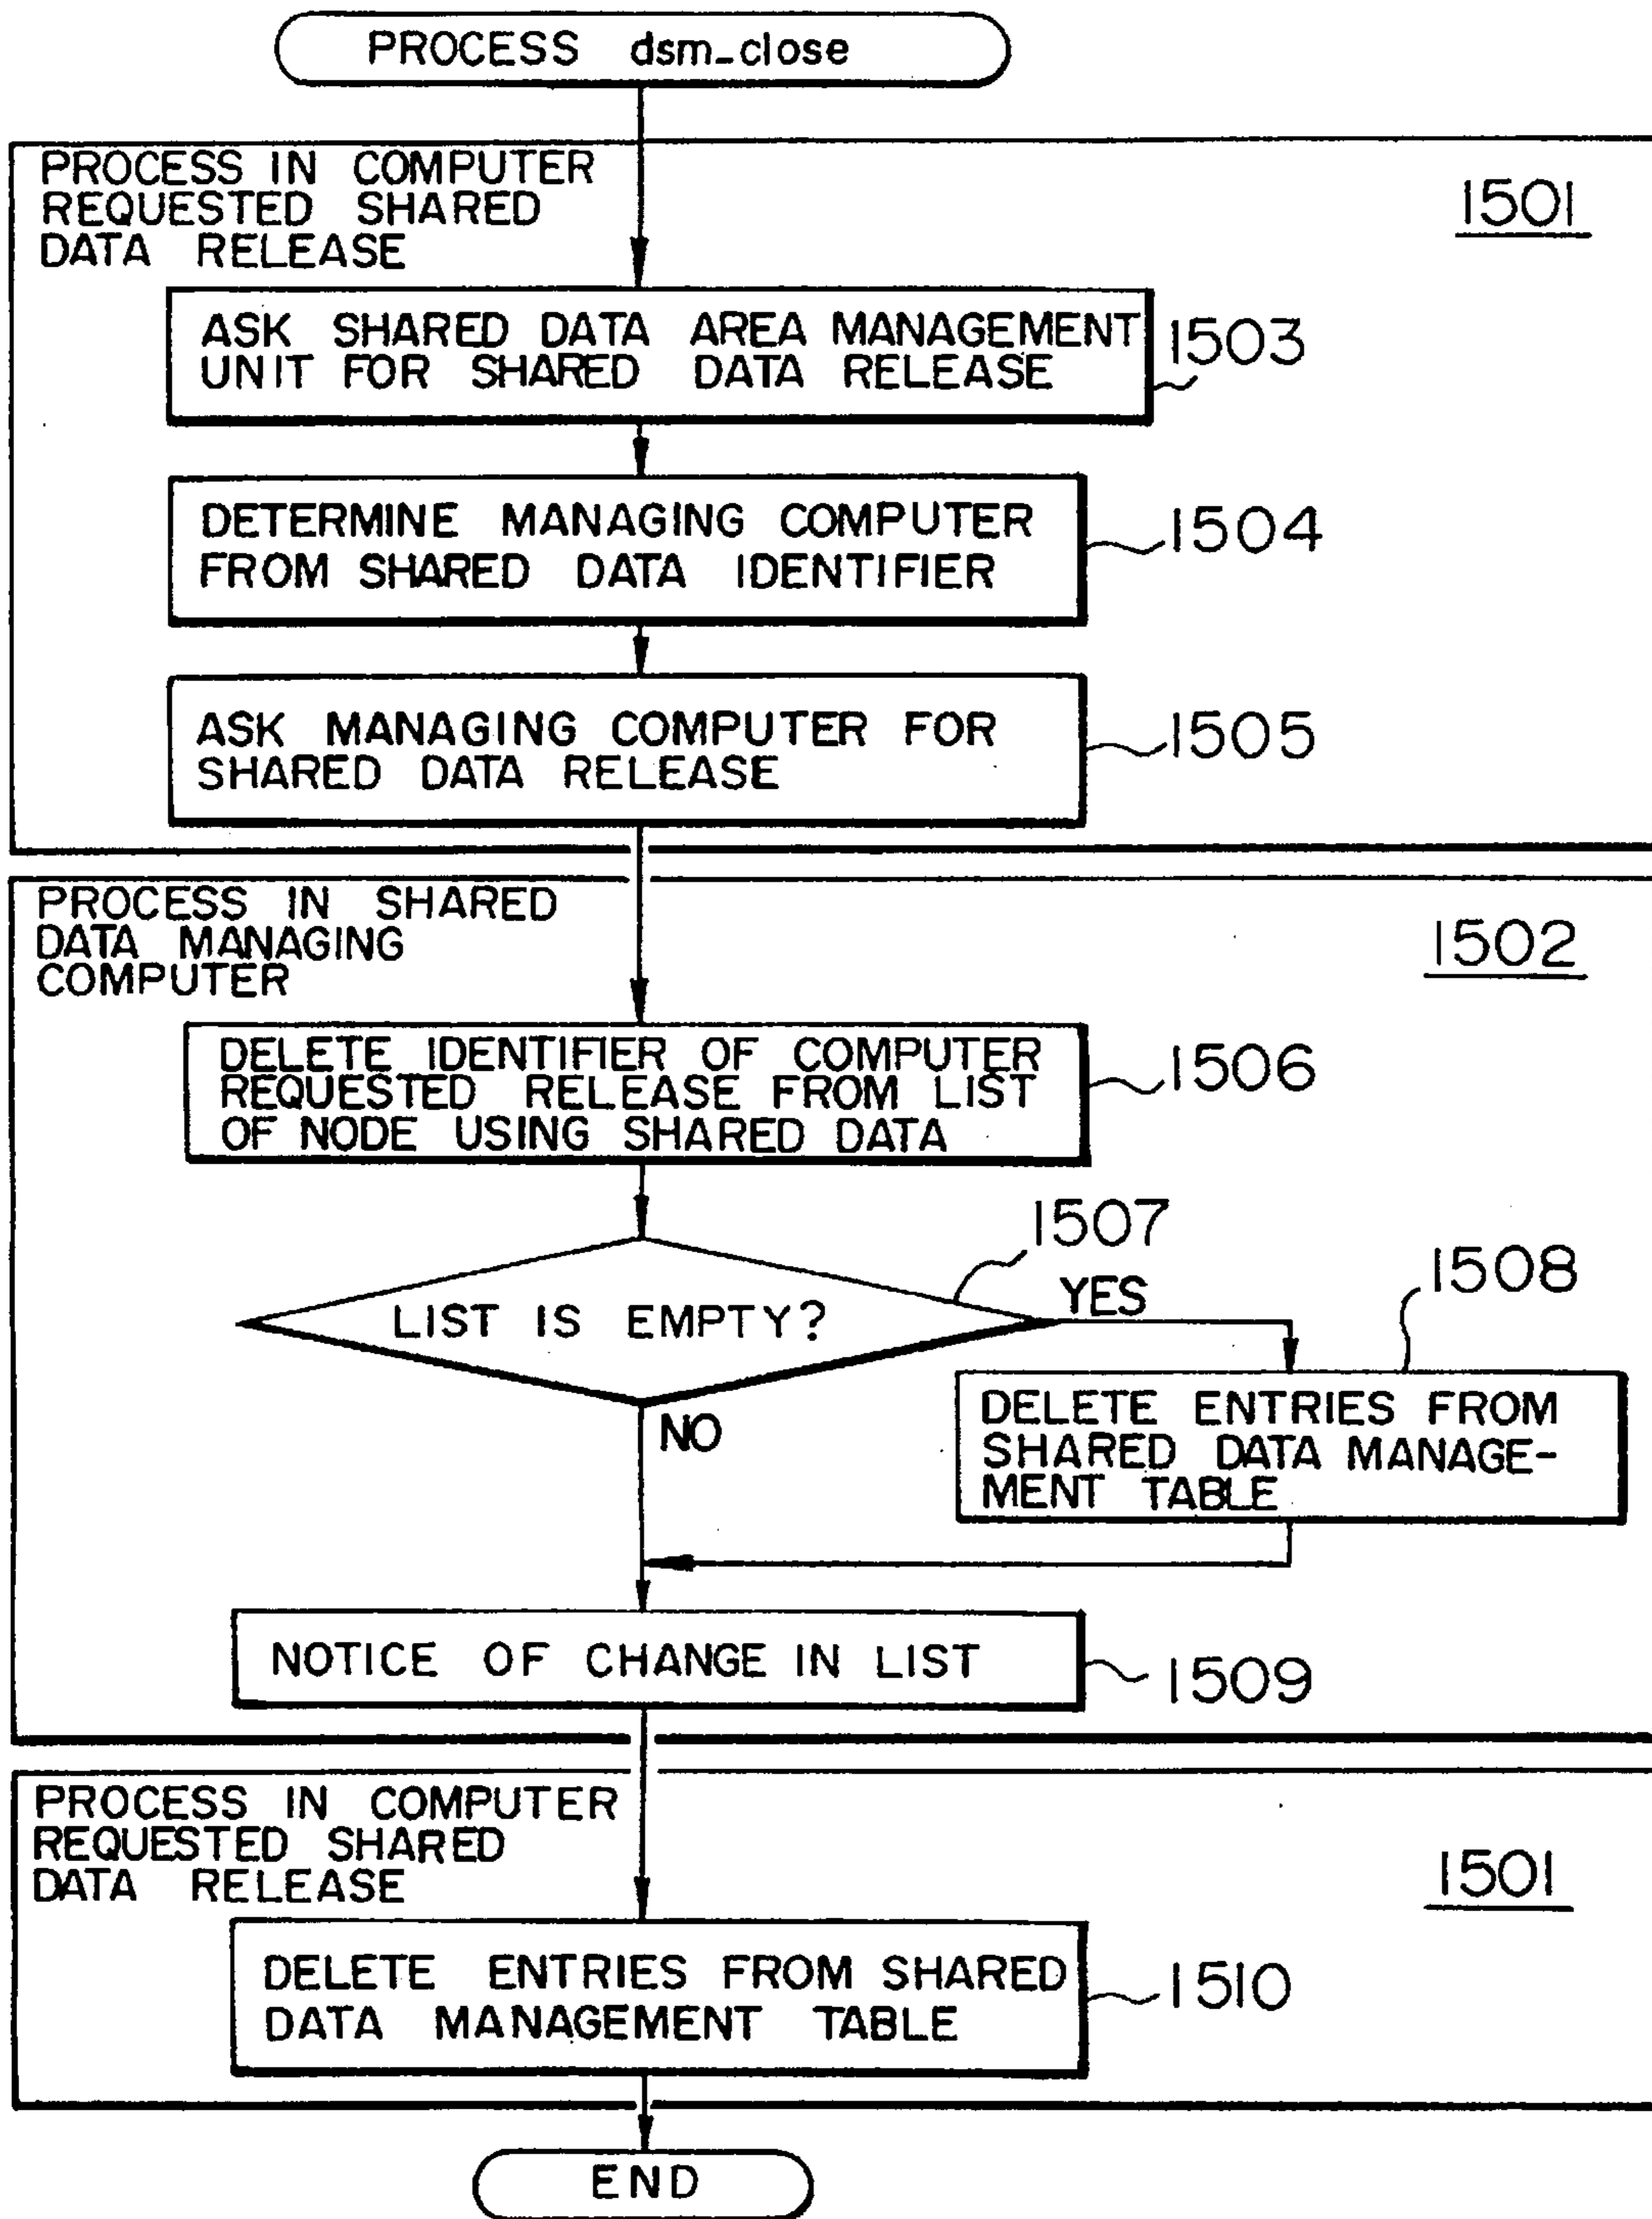 PROCESS dsm_close
PROCESS IN COMPUTER
REQUESTED SHARED
DATA RELEASE
1501
ASK SHARED DATA AREA MANAGEMENT
UNIT FOR SHARED DATA RELEASE
1503
DETERMINE MANAGING COMPUTER
FROM SHARED DATA IDENTIFIER
1504
ASK MANAGING COMPUTER FOR
SHARED DATA RELEASE
1505
PROCESS IN SHARED
DATA MANAGING
COMPUTER
1502
DELETE IDENTIFIER OF COMPUTER
REQUESTED RELEASE FROM LIST
OF NODE USING SHARED DATA
1506
1507
LIST IS EMPTY?
YES
1508
NO
DELETE ENTRIES FROM
SHARED DATA MANAGE-
MENT TABLE
NOTICE OF CHANGE IN LIST
1509
PROCESS IN COMPUTER
REQUESTED SHARED
DATA RELEASE
1501
DELETE ENTRIES FROM SHARED
DATA MANAGEMENT TABLE
1510
END